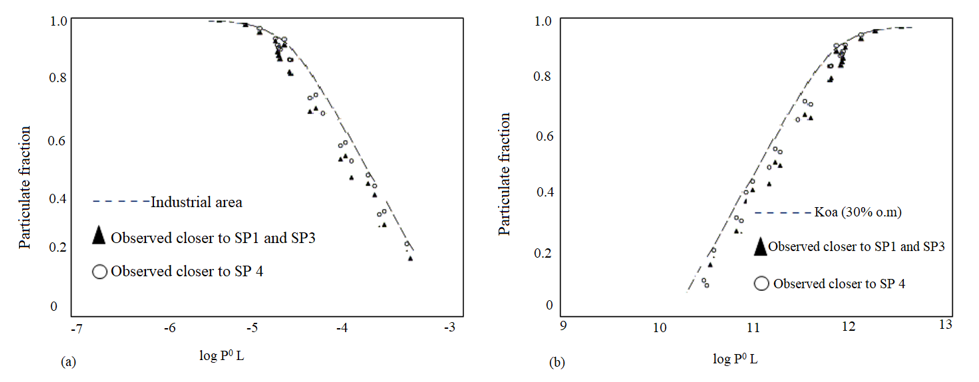 1.0
0.8
0.6
0.4
0.2
0
Particulate fraction
Industrial area
Observed closer to SP1 and SP3
Observed closer to SP 4
-7 -6 -5 -4 -3
log P⁰ L
(a)
1.0
0.8
0.6
0.4
0.2
0
Particulate fraction
Koa (30% o.m)
Observed closer to SP1 and SP3
Observed closer to SP 4
9 10 11 12 13
log P⁰ L
(b)